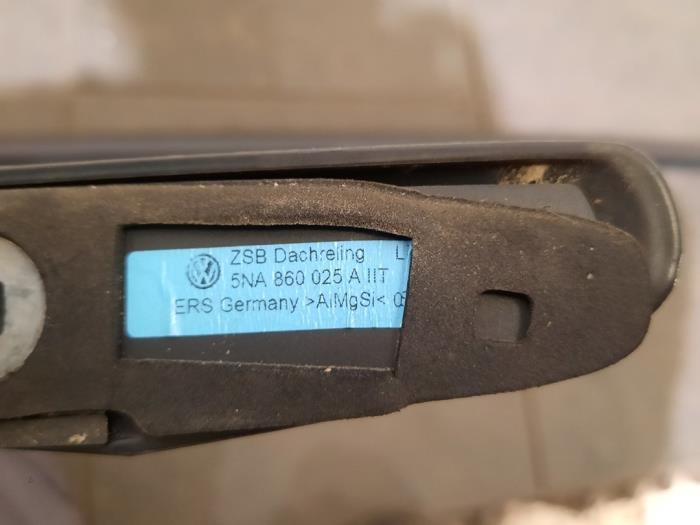 ZSB Dachreling L
5NA 860 025 A IIT
ERS Germany >AlMgSi<